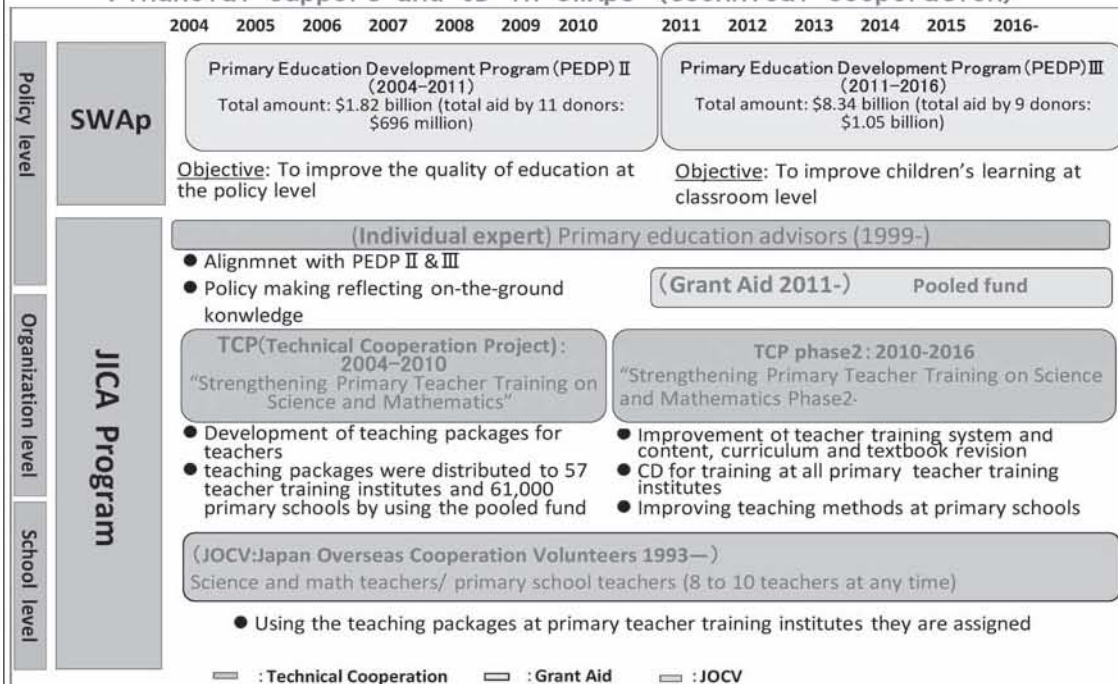 Financial support and CD in SWAps (technical cooperation)
2004 2005 2006 2007 2008 2009 2010 2011 2012 2013 2014 2015 2016-
Policy level
SWAp
Primary Education Development Program (PEDP) Ⅱ
(2004-2011)
Total amount: $1.82 billion (total aid by 11 donors:
$696 million)
Primary Education Development Program (PEDP) Ⅲ
(2011-2016)
Total amount: $8.34 billion (total aid by 9 donors:
$1.05 billion)
Objective: To improve the quality of education at
the policy level
Objective: To improve children's learning at
classroom level
JICA Program
(Individual expert) Primary education advisors (1999-)
● Alignmnet with PEDP Ⅱ & Ⅲ
● Policy making reflecting on-the-ground
konwledge
(Grant Aid 2011-) Pooled fund
Organization level
TCP(Technical Cooperation Project) :
2004–2010
"Strengthening Primary Teacher Training on
Science and Mathematics"
TCP phase2 : 2010-2016
"Strengthening Primary Teacher Training on Science
and Mathematics Phase2-
● Development of teaching packages for
teachers
● teaching packages were distributed to 57
teacher training institutes and 61,000
primary schools by using the pooled fund
● Improvement of teacher training system and
content, curriculum and textbook revision
● CD for training at all primary teacher training
institutes
● Improving teaching methods at primary schools
School level
(JOCV:Japan Overseas Cooperation Volunteers 1993—)
Science and math teachers/ primary school teachers (8 to 10 teachers at any time)
● Using the teaching packages at primary teacher training institutes they are assigned
: Technical Cooperation : Grant Aid : JOCV